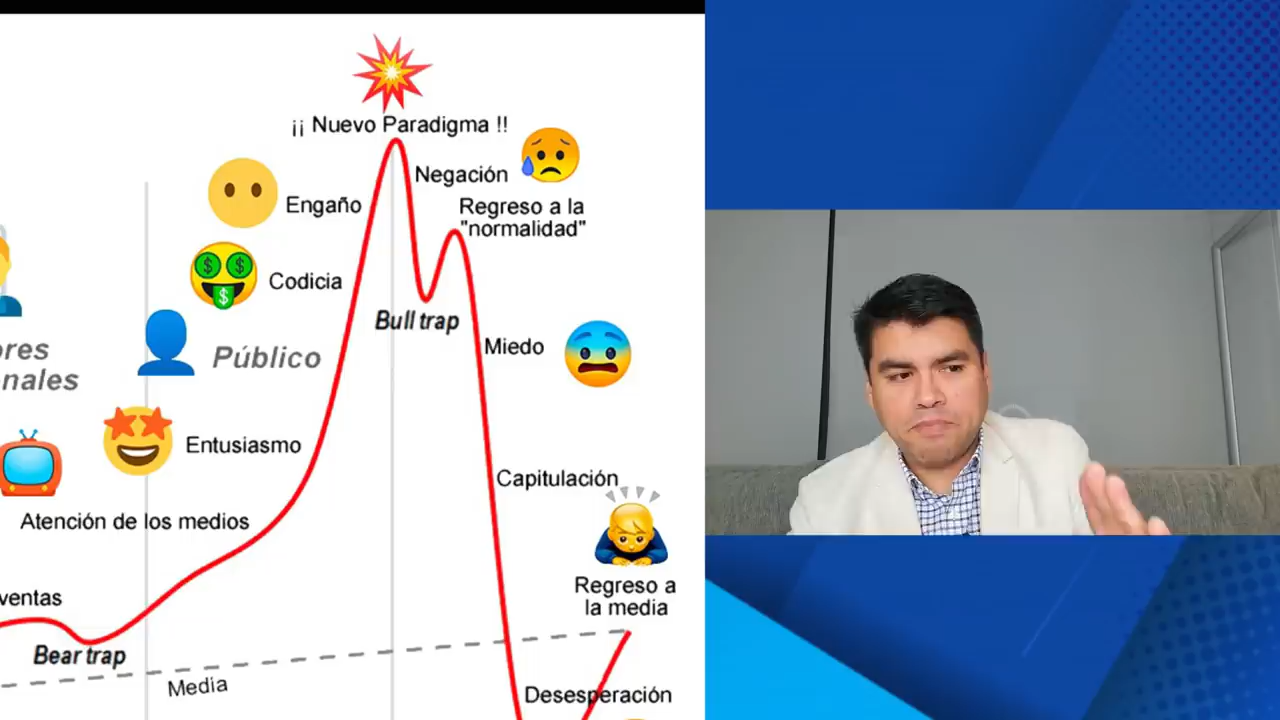 ¡¡ Nuevo Paradigma !!
Negación
Engaño
Regreso a la
"normalidad"
Codicia
Bull trap
Miedo
Público
Entusiasmo
Capitulación
Atención de los medios
Regreso a
la media
ventas
Bear trap
Media
Desesperación